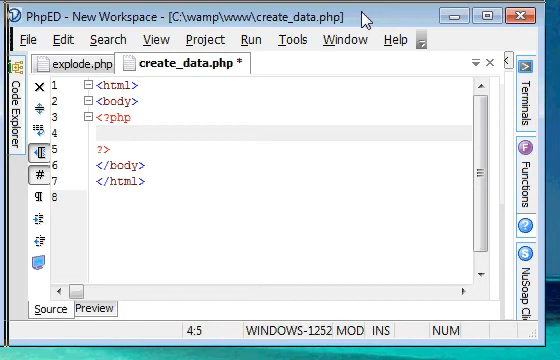 PhpED - New Workspace - [C:\wamp\www\create_data.php]
File Edit Search View Project Run Tools Window Help
explode.php create_data.php *
Code Explorer
1 <html>
2 <body>
3 <?php
4
5 ?>
6 </body>
7 </html>
8
Terminals
Functions
NuSoap Cli
Source Preview
4:5 WINDOWS-1252 MOD INS NUM